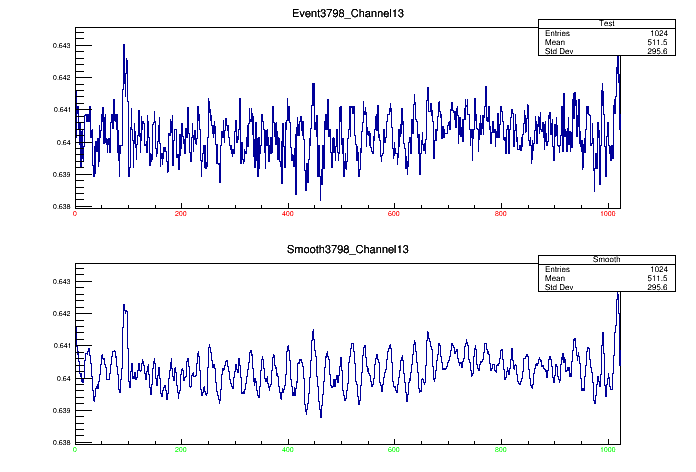 Event3798_Channel13
Test
Entries 1024
Mean 511.5
Std Dev 295.6
0.643
0.642
0.641
0.64
0.639
0.638
0 200 400 600 800 1000
Smooth3798_Channel13
Smooth
Entries 1024
Mean 511.5
Std Dev 295.6
0.643
0.642
0.641
0.64
0.639
0.638
0 200 400 600 800 1000